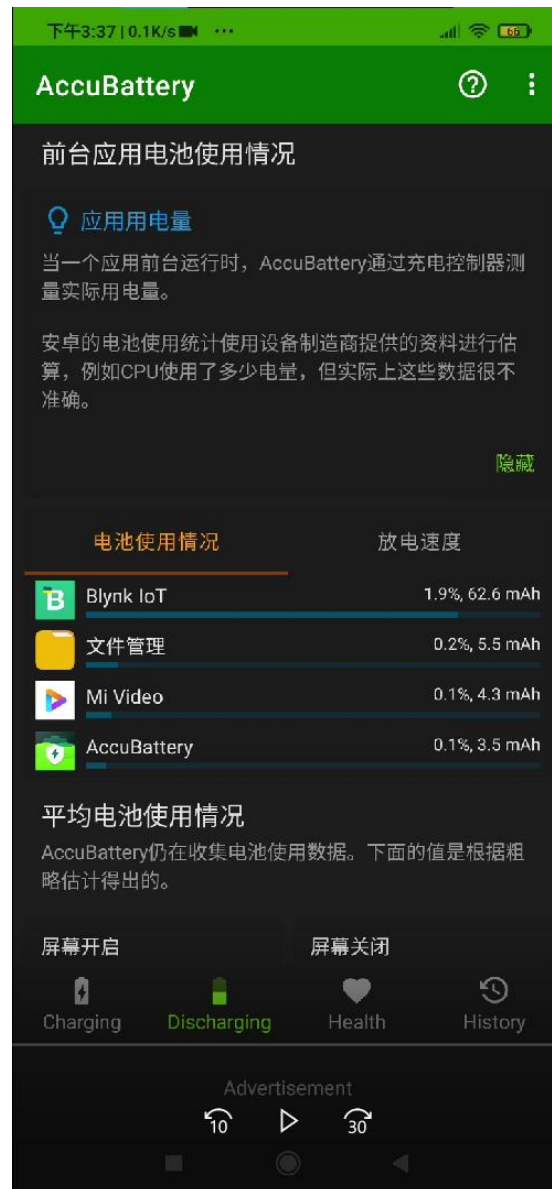 下午3:37 | 0.1K/s ···
66
AccuBattery
前台应用电池使用情况
应用用电量
当一个应用前台运行时，AccuBattery通过充电控制器测
量实际用电量。
安卓的电池使用统计使用设备制造商提供的资料进行估
算，例如CPU使用了多少电量，但实际上这些数据很不
准确。
隐藏
电池使用情况 放电速度
Blynk IoT 1.9%, 62.6 mAh
文件管理 0.2%, 5.5 mAh
Mi Video 0.1%, 4.3 mAh
AccuBattery 0.1%, 3.5 mAh
平均电池使用情况
AccuBattery仍在收集电池使用数据。下面的值是根据粗
略估计得出的。
屏幕开启 屏幕关闭
Charging Discharging Health History
Advertisement
10 30